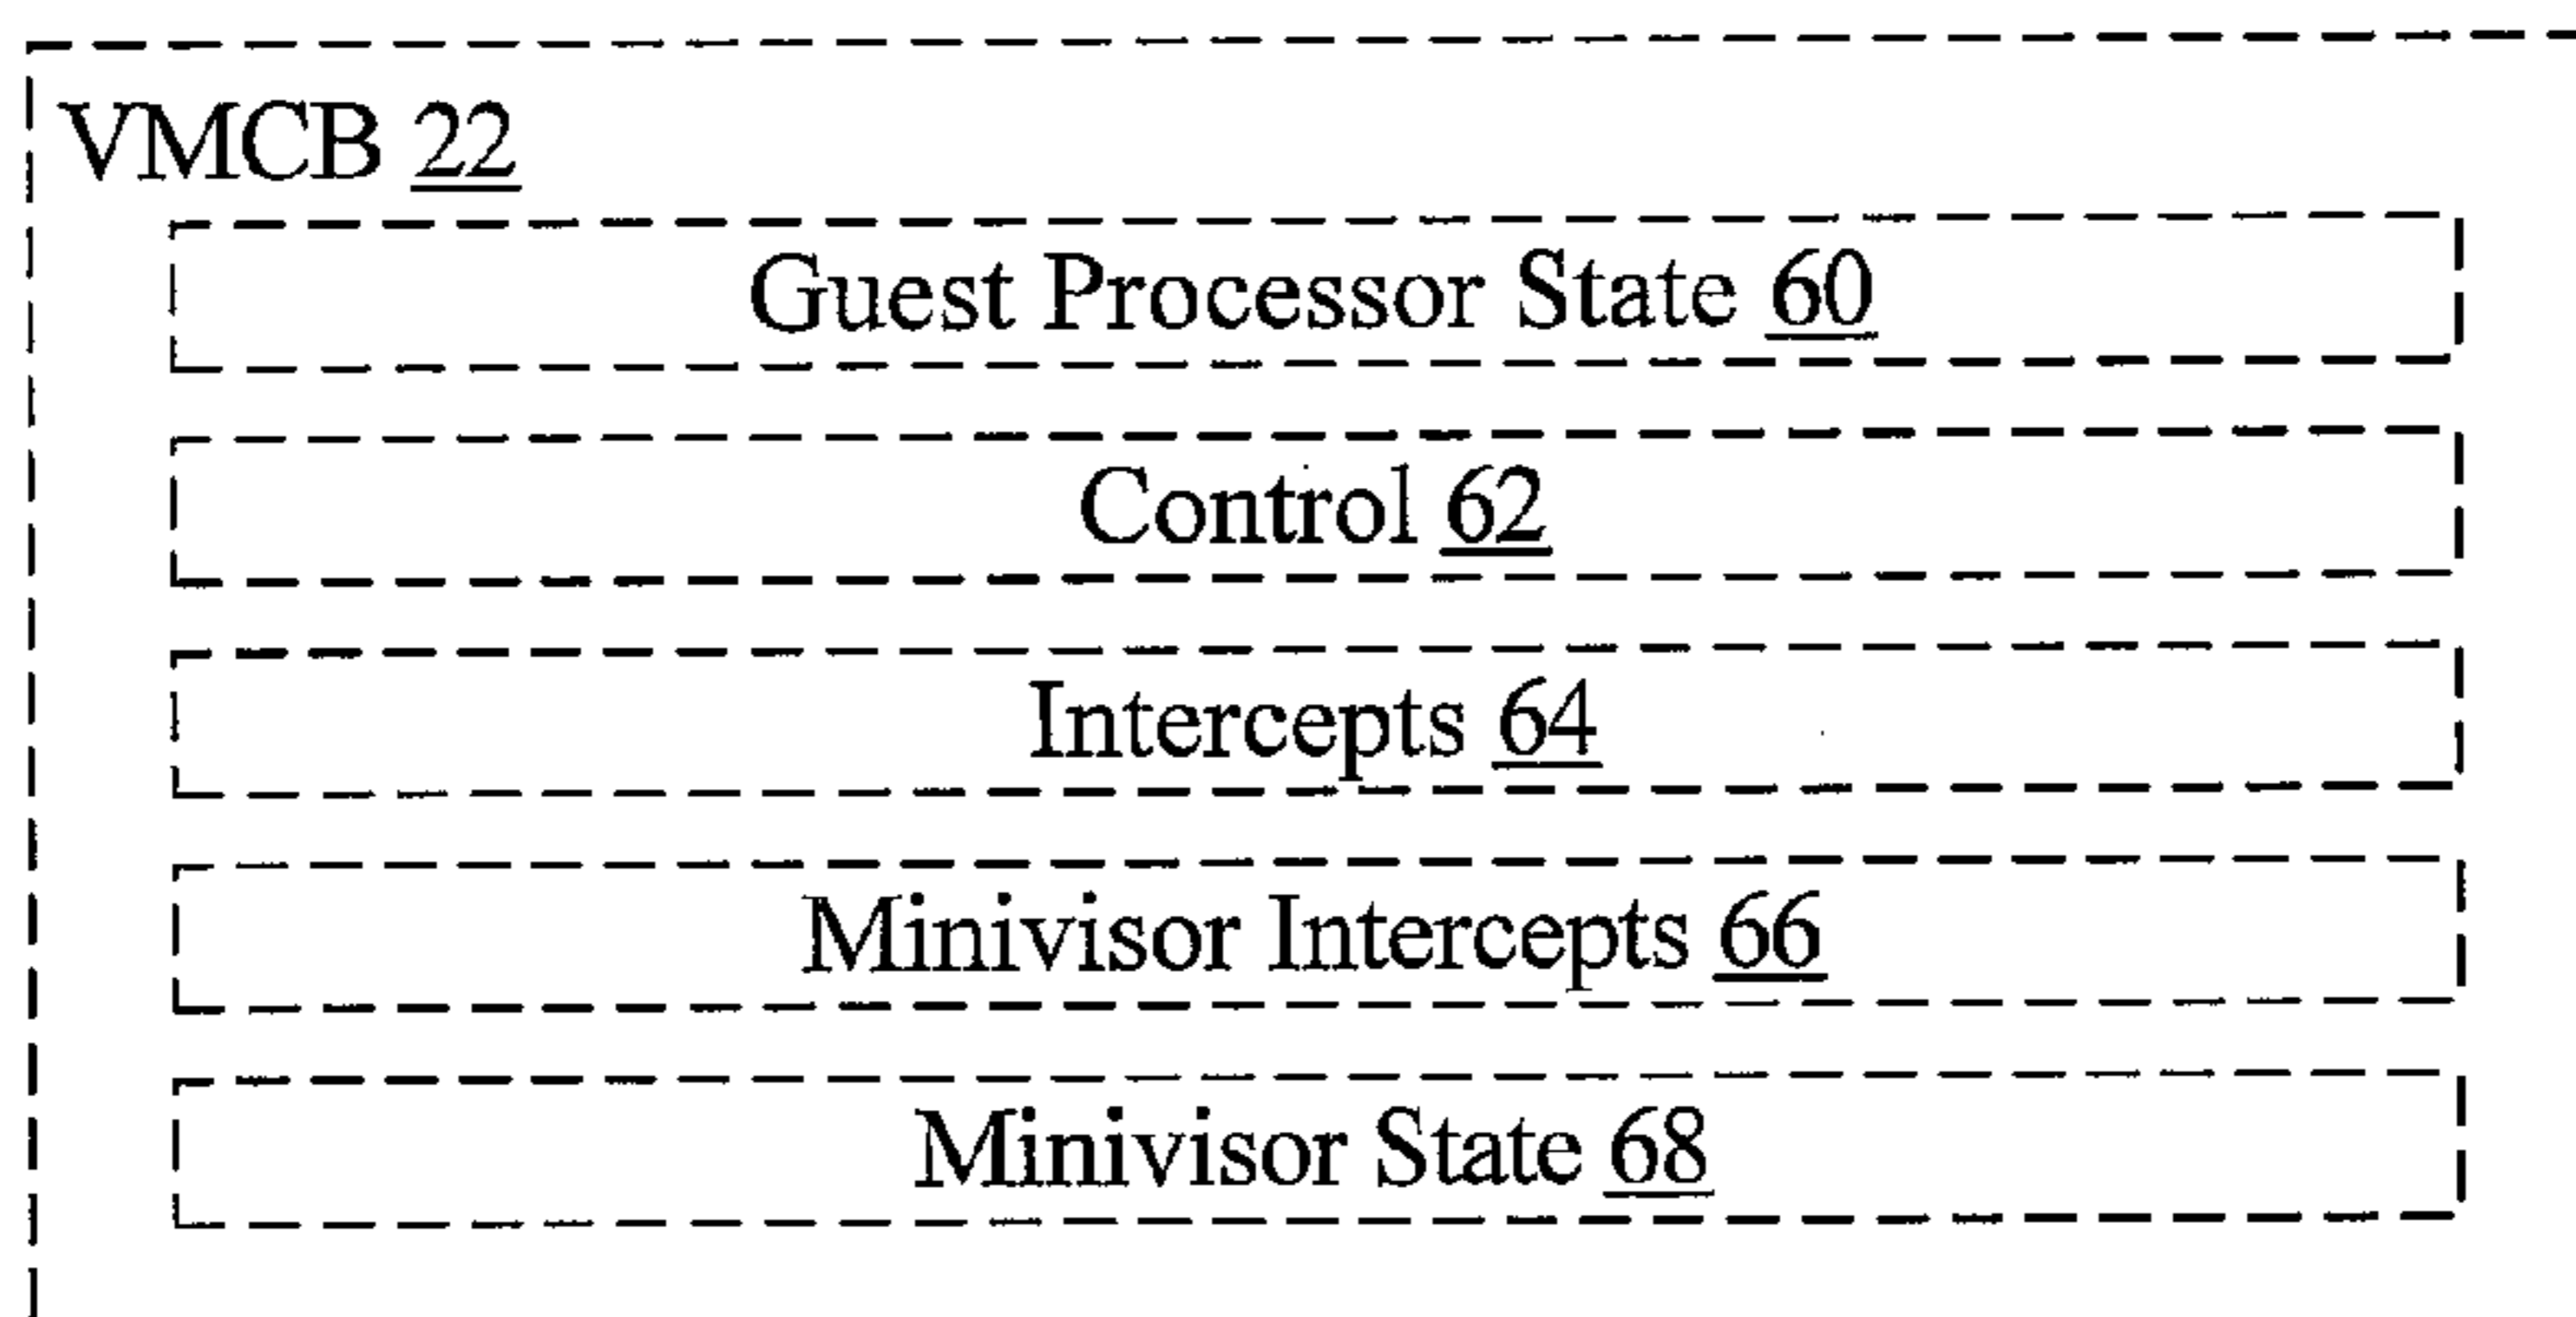 VMCB 22
Guest Processor State 60
Control 62
Intercepts 64
Minivisor Intercepts 66
Minivisor State 68